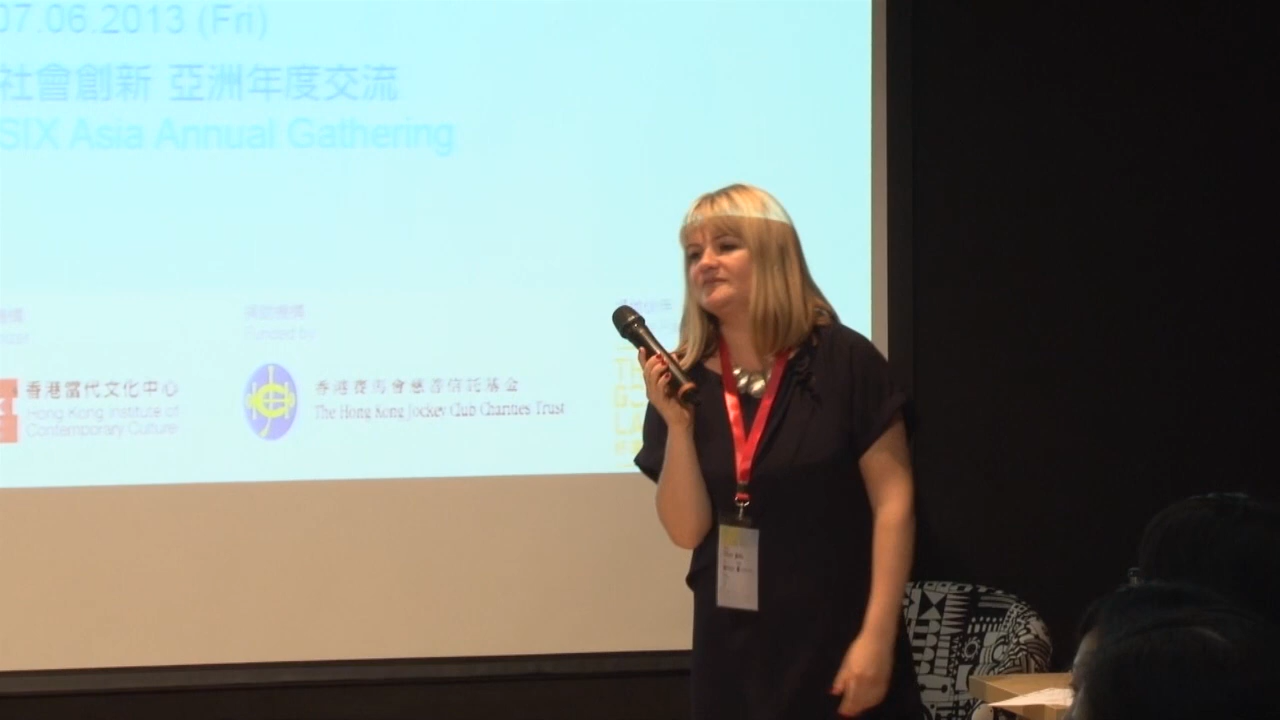 07.06.2013 (Fri)
社會創新 亞洲年度交流
SIX Asia Annual Gathering
Funded by
香港當代文化中心
Hong Kong Institute of
Contemporary Culture
香港賽馬會慈善信託基金
The Hong Kong Jockey Club Charities Trust